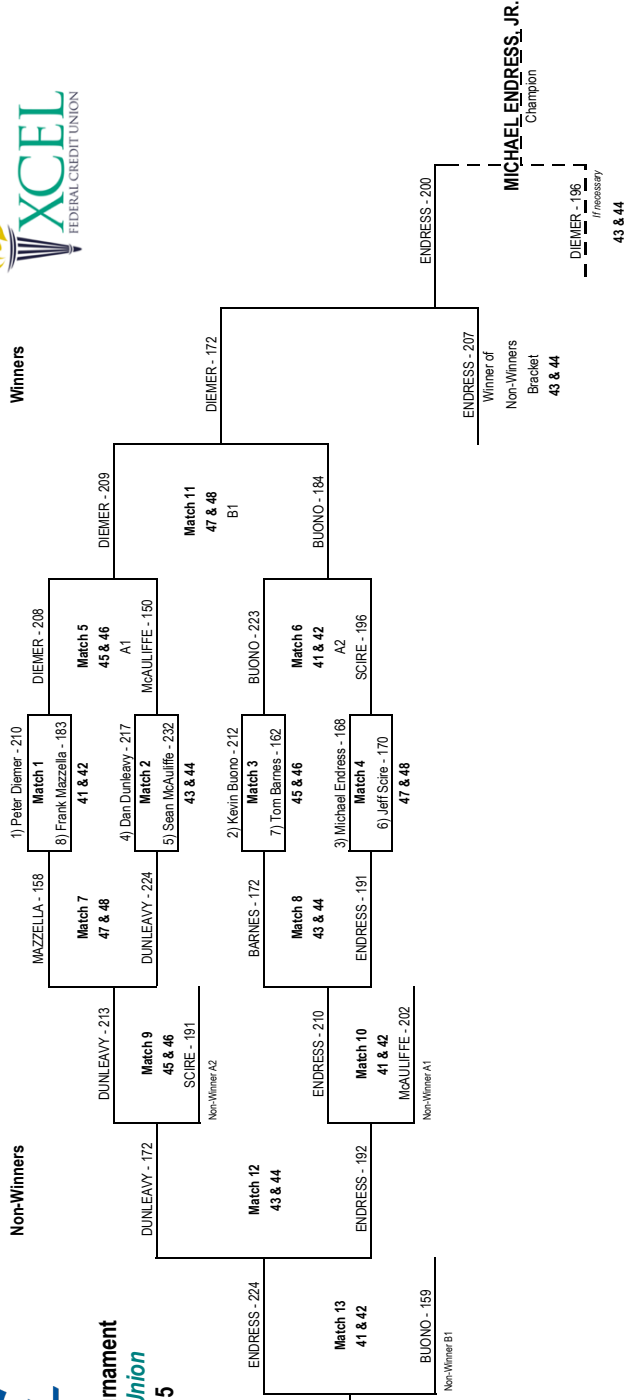 XCEL
FEDERAL CREDIT UNION
Non-Winners
Winners
rnament
Union
5
1) Peter Diemer - 210
Match 1
8) Frank Mazzella - 183
41 & 42
4) Dan Dunleavy - 217
Match 2
5) Sean McAuliffe - 232
43 & 44
2) Kevin Buono - 212
Match 3
7) Tom Barnes - 162
45 & 46
3) Michael Endress - 168
Match 4
6) Jeff Scire - 170
47 & 48
DIEMER - 208
Match 5
45 & 46
A1
McAULIFFE - 150
BUONO - 223
Match 6
41 & 42
A2
SCIRE - 196
MAZZELLA - 158
Match 7
47 & 48
DUNLEAVY - 224
BARNES - 172
Match 8
43 & 44
ENDRESS - 191
DUNLEAVY - 213
Match 9
45 & 46
SCIRE - 191
Non-Winner A2
ENDRESS - 210
Match 10
41 & 42
McAULIFFE - 202
Non-Winner A1
DIEMER - 209
Match 11
47 & 48
B1
BUONO - 184
DUNLEAVY - 172
Match 12
43 & 44
ENDRESS - 192
ENDRESS - 224
Match 13
41 & 42
BUONO - 159
Non-Winner B1
DIEMER - 172
ENDRESS - 207
Winner of
Non-Winners
Bracket
43 & 44
ENDRESS - 200
DIEMER - 196
If necessary
43 & 44
MICHAEL ENDRESS, JR.
Champion